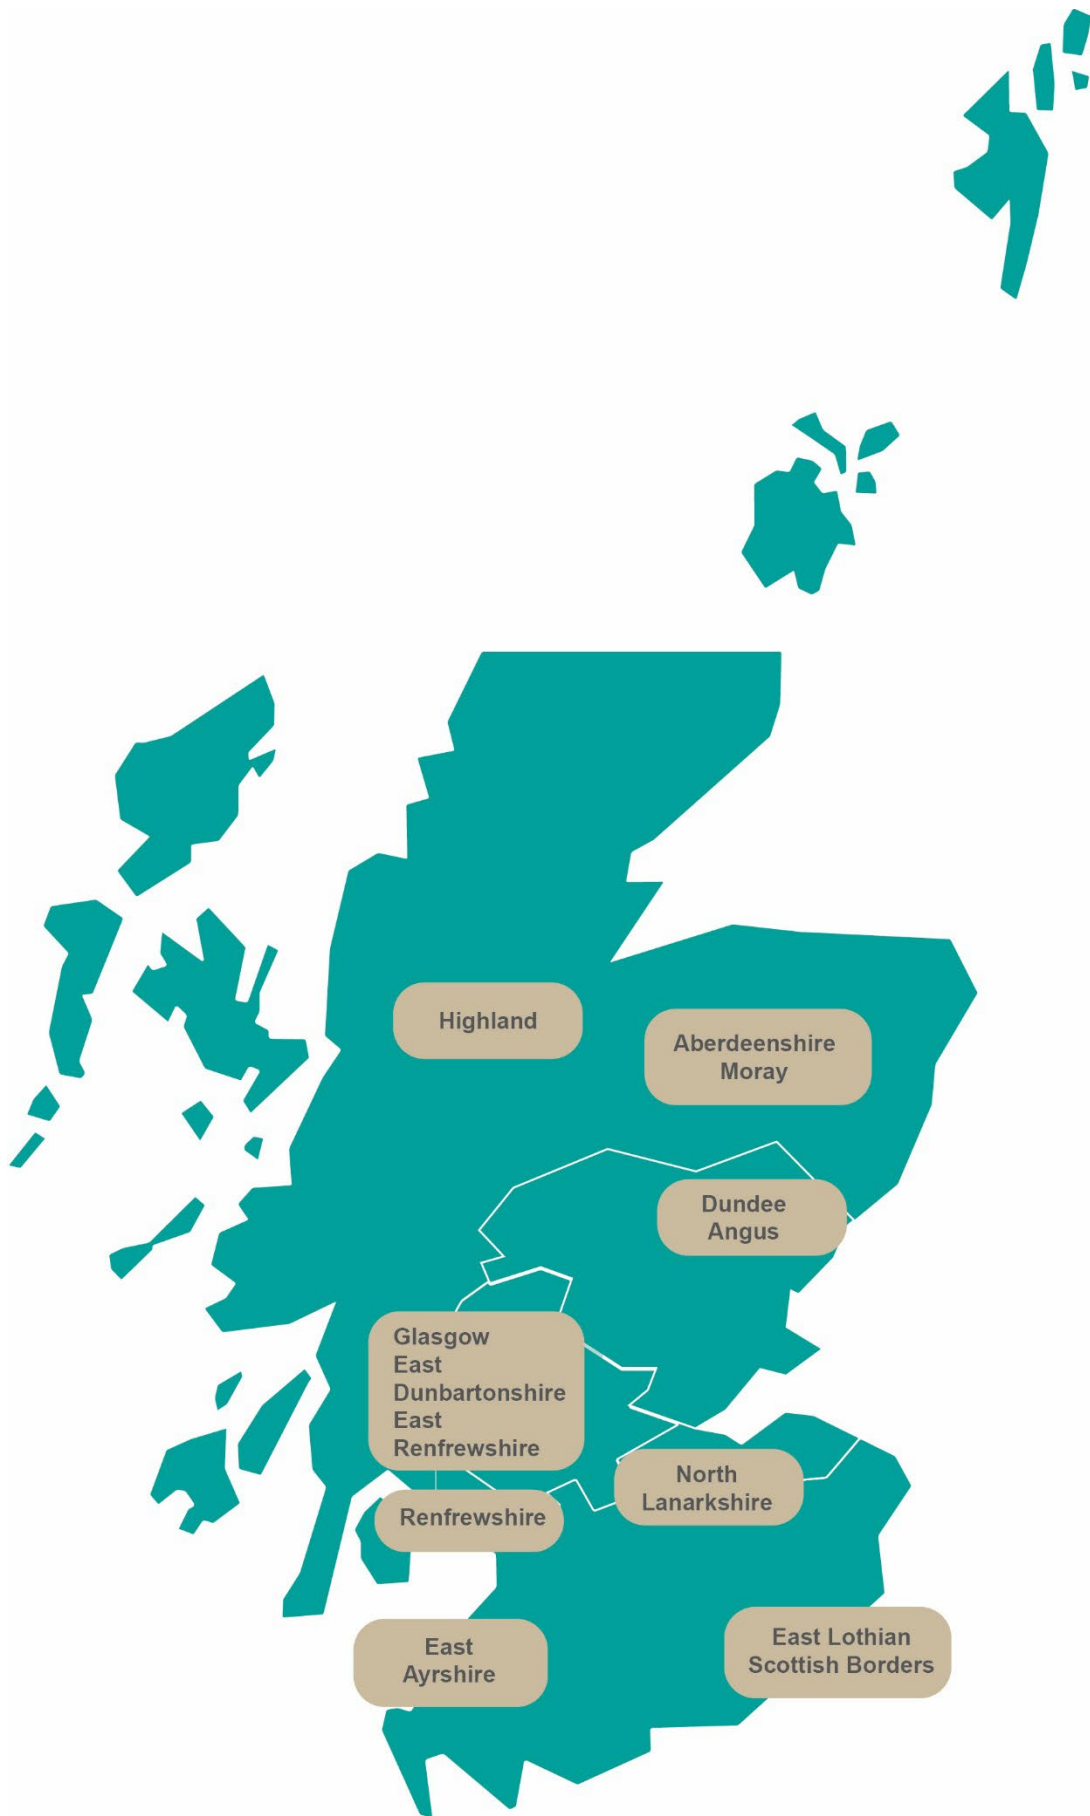 Highland
Aberdeenshire
Moray
Dundee
Angus
Glasgow
East
Dunbartonshire
East
Renfrewshire
North
Lanarkshire
Renfrewshire
East
Ayrshire
East Lothian
Scottish Borders